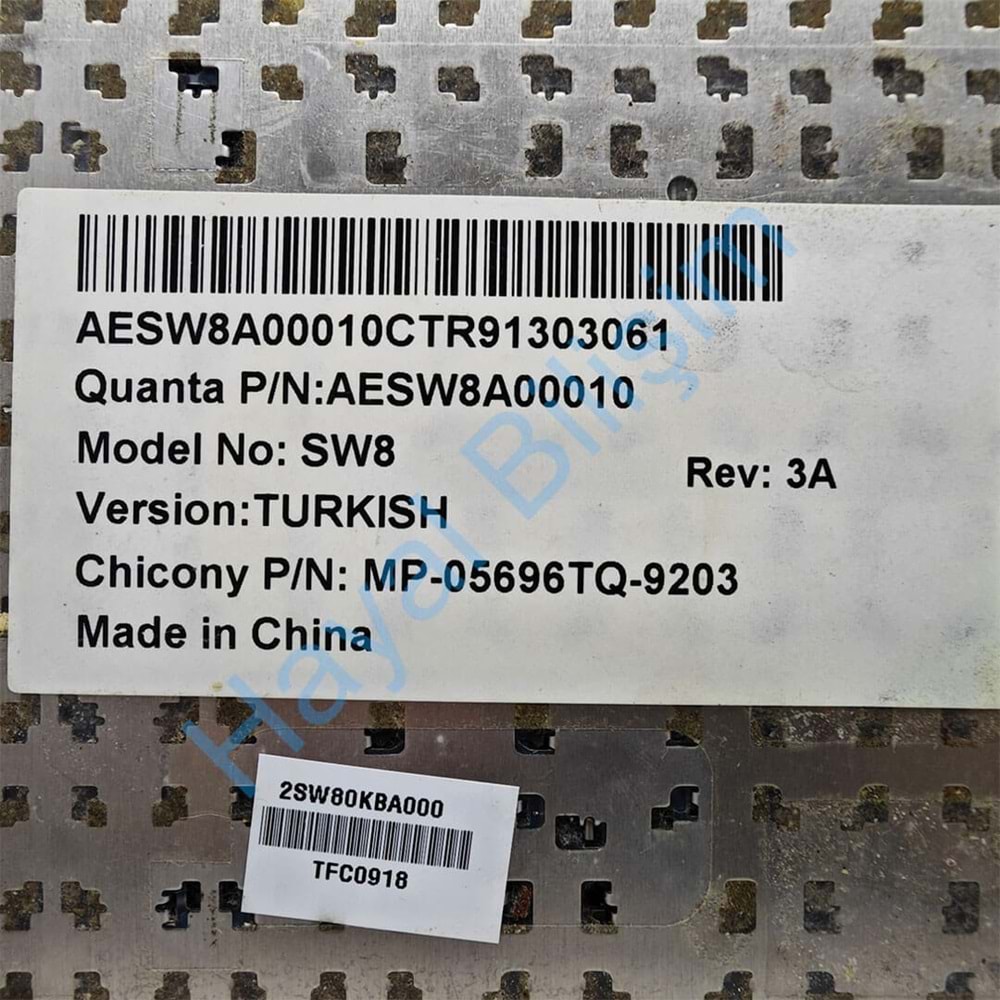 AESW8A00010CTR91303061
Quanta P/N:AESW8A00010
Model No: SW8
Rev: 3A
Version:TURKISH
Chicony P/N: MP-05696TQ-9203
Made in China
Hayal Bilişim
2SW80KBA000
TFC0918